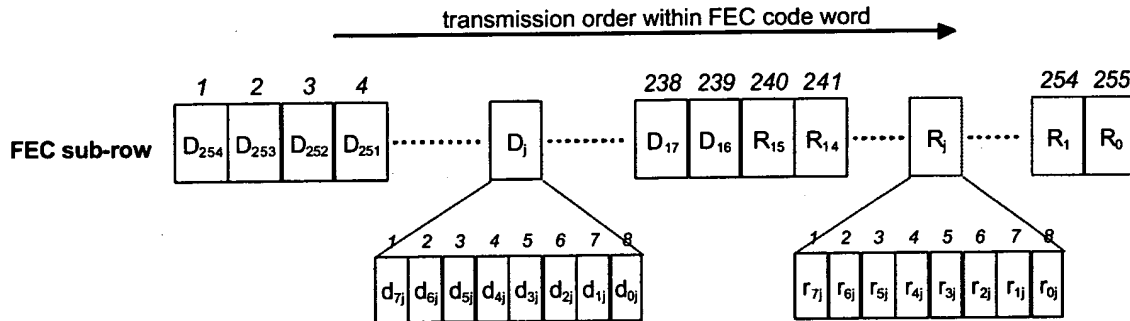 transmission order within FEC code word
1 2 3 4 238 239 240 241 254 255
FEC sub-row D254 D253 D252 D251 Dj D17 D16 R15 R14 Rj R1 R0
1 2 3 4 5 6 7 8 1 2 3 4 5 6 7 8
d7j d6j d5j d4j d3j d2j d1j d0j r7j r6j r5j r4j r3j r2j r1j r0j